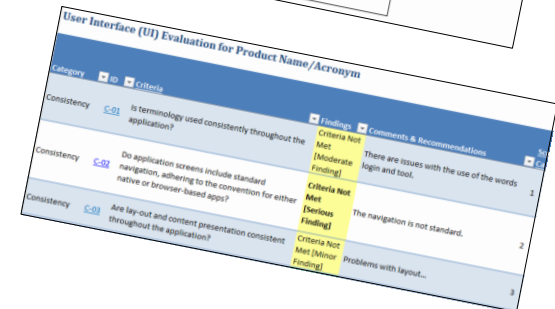 User Interface (UI) Evaluation for Product Name/Acronym
Category ID Criteria Findings Comments & Recommendations
Consistency C-01 Is terminology used consistently throughout the
application?
Criteria Not
Met
[Moderate
Finding]
There are issues with the use of the words
login and tool.
1
Consistency C-02 Do application screens include standard
navigation, adhering to the convention for either
native or browser-based apps?
Criteria Not
Met
[Serious
Finding]
The navigation is not standard.
2
Consistency C-03 Are lay-out and content presentation consistent
throughout the application?
Criteria Not
Met [Minor
Finding]
Problems with layout...
3